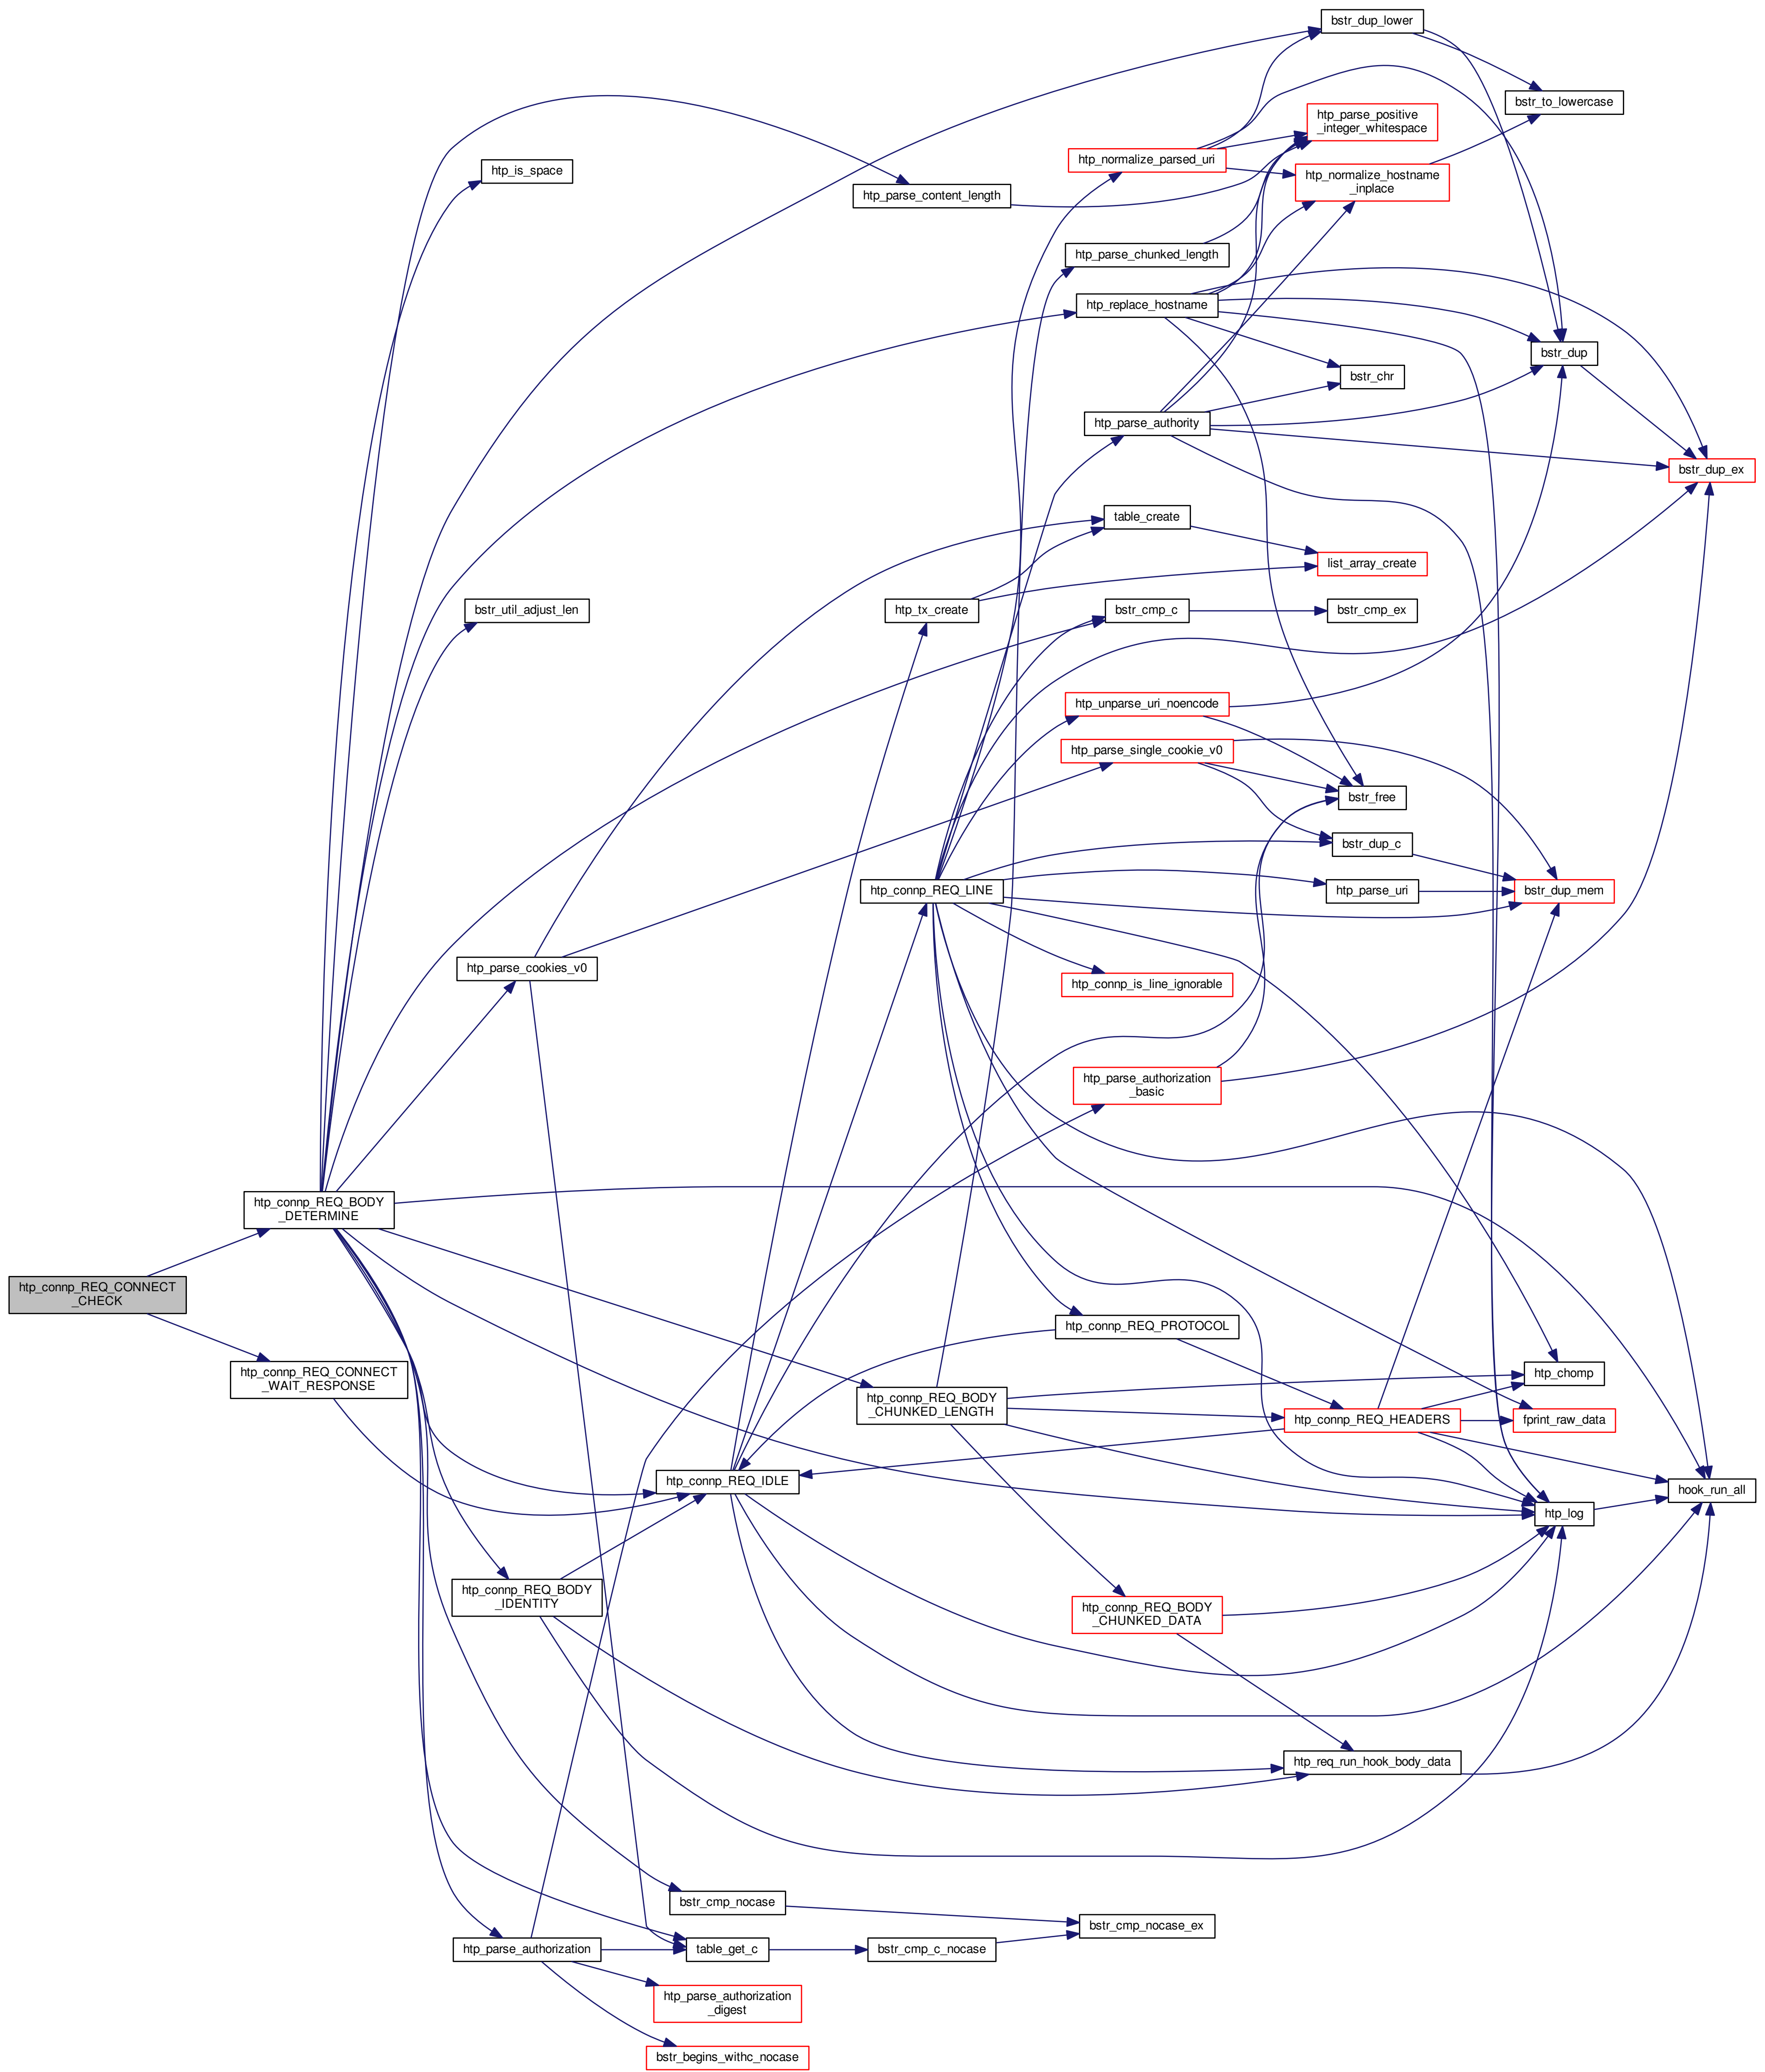 bstr_dup_lower
bstr_to_lowercase
htp_parse_positive
_integer_whitespace
htp_normalize_parsed_uri
htp_is_space
htp_normalize_hostname
_inplace
htp_parse_content_length
htp_parse_chunked_length
htp_replace_hostname
bstr_dup
bstr_chr
htp_parse_authority
bstr_dup_ex
table_create
list_array_create
bstr_util_adjust_len
htp_tx_create
bstr_cmp_c
bstr_cmp_ex
htp_unparse_uri_noencode
htp_parse_single_cookie_v0
bstr_free
bstr_dup_c
htp_connp_REQ_LINE
htp_parse_uri
bstr_dup_mem
htp_parse_cookies_v0
htp_connp_is_line_ignorable
htp_parse_authorization
_basic
htp_connp_REQ_BODY
_DETERMINE
htp_connp_REQ_CONNECT
_CHECK
htp_connp_REQ_PROTOCOL
htp_connp_REQ_CONNECT
_WAIT_RESPONSE
htp_chomp
htp_connp_REQ_BODY
_CHUNKED_LENGTH
htp_connp_REQ_HEADERS
fprint_raw_data
htp_connp_REQ_IDLE
hook_run_all
htp_log
htp_connp_REQ_BODY
_IDENTITY
htp_connp_REQ_BODY
_CHUNKED_DATA
htp_req_run_hook_body_data
bstr_cmp_nocase
bstr_cmp_nocase_ex
htp_parse_authorization
table_get_c
bstr_cmp_c_nocase
htp_parse_authorization
_digest
bstr_begins_withc_nocase